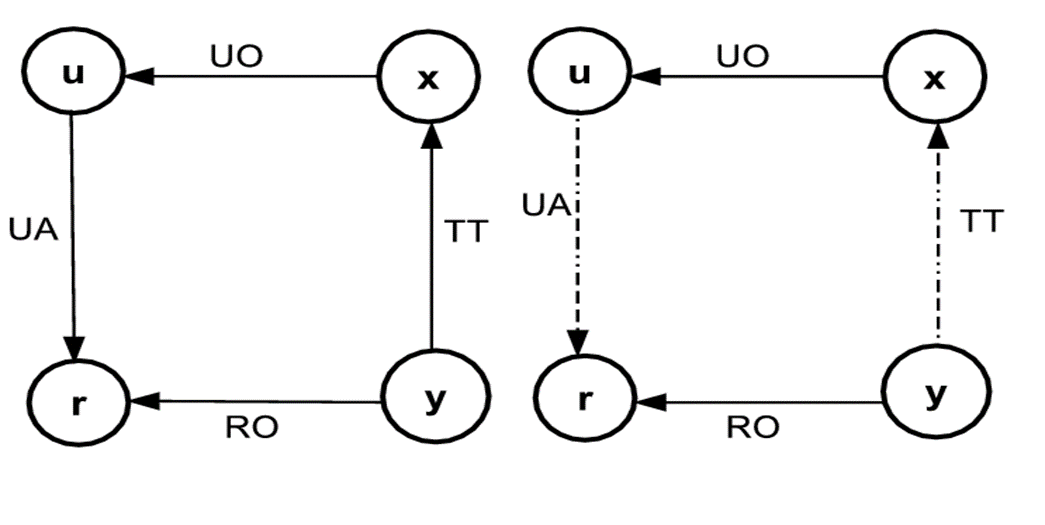 u UO x u UO x
UA TT UA TT
r RO y r RO y